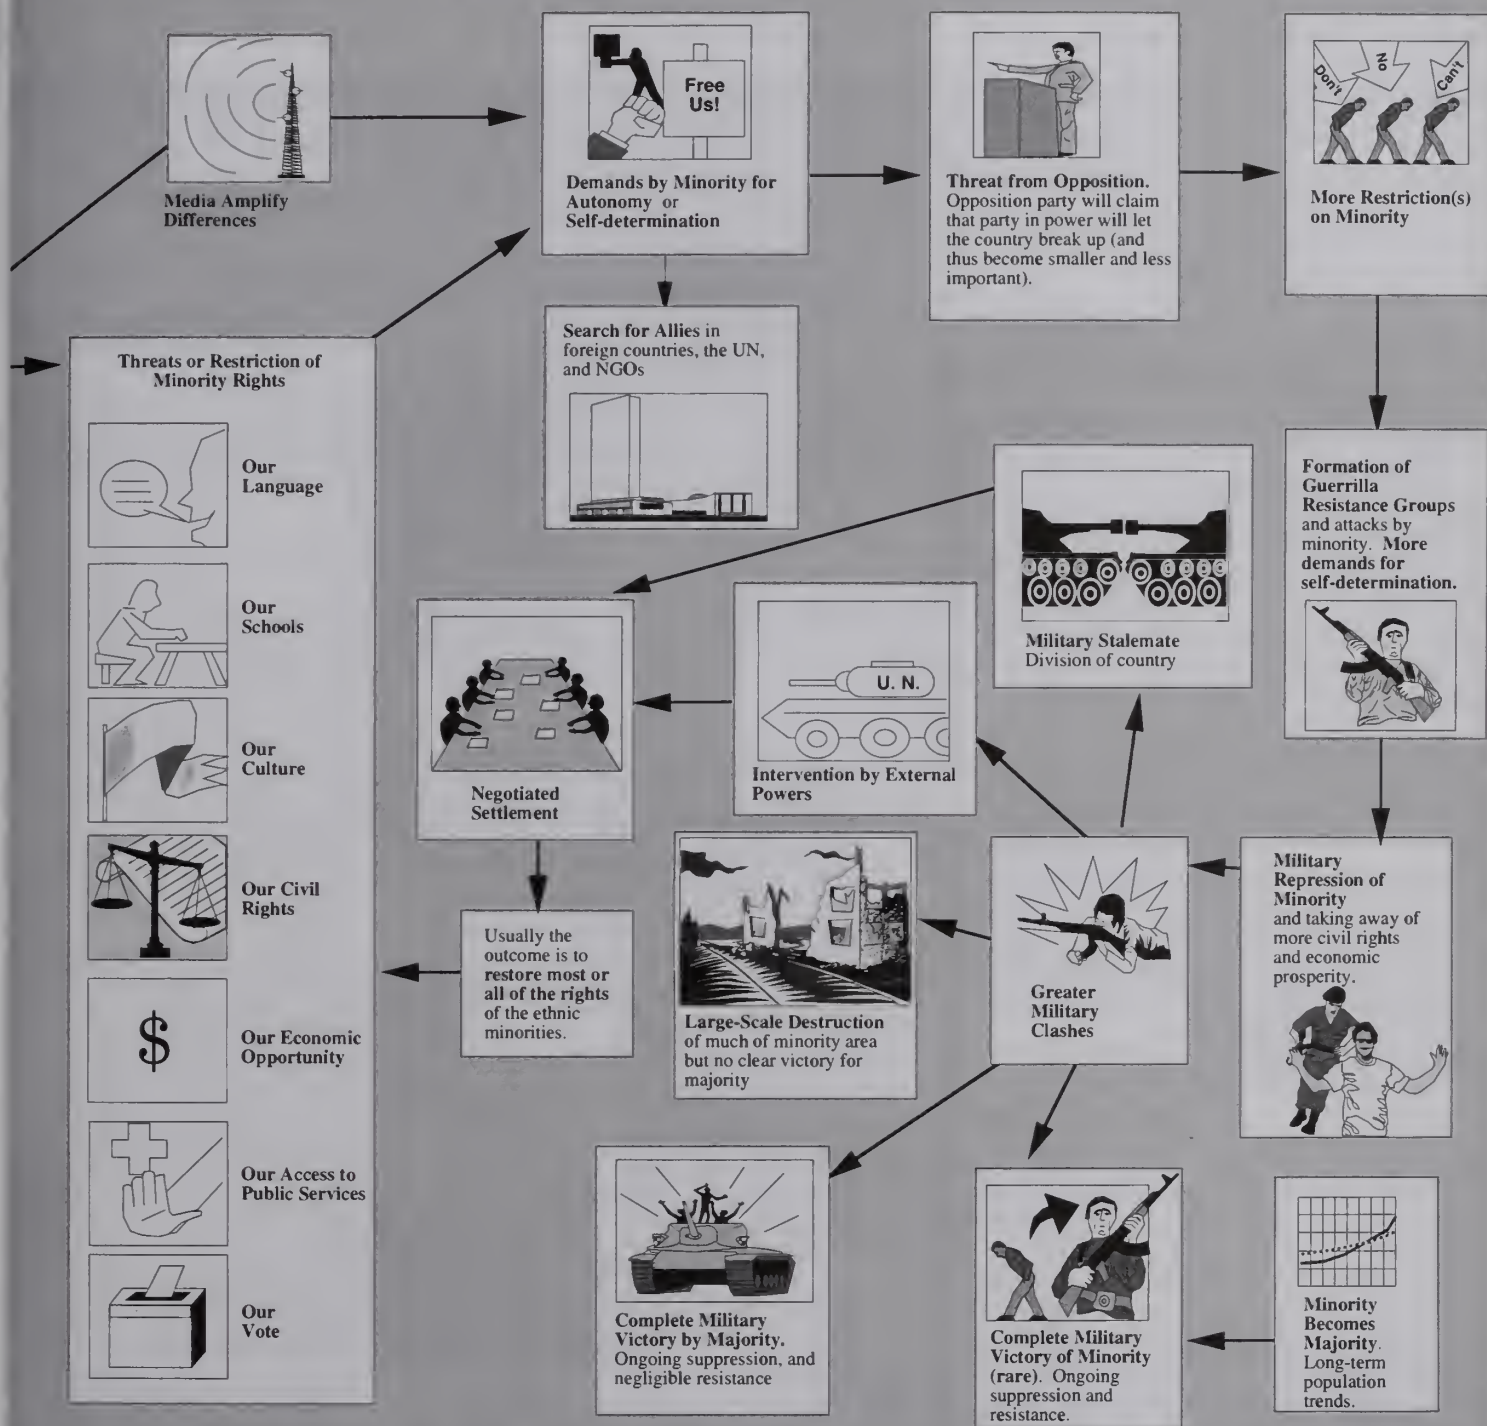 Media Amplify
Differences
Free
Us!
Demands by Minority for
Autonomy or
Self-determination
Threat from Opposition.
Opposition party will claim
that party in power will let
the country break up (and
thus become smaller and less
important).
Don't
No
Can't
More Restriction(s)
on Minority
Threats or Restriction of
Minority Rights
Our
Language
Our
Schools
Our
Culture
Our Civil
Rights
$
Our Economic
Opportunity
Our Access to
Public Services
Our
Vote
Search for Allies in
foreign countries, the UN,
and NGOs
Formation of
Guerrilla
Resistance Groups
and attacks by
minority. More
demands for
self-determination.
Military Stalemate
Division of country
U. N.
Intervention by External
Powers
Negotiated
Settlement
Usually the
outcome is to
restore most or
all of the rights
of the ethnic
minorities.
Large-Scale Destruction
of much of minority area
but no clear victory for
majority
Greater
Military
Clashes
Military
Repression of
Minority
and taking away of
more civil rights
and economic
prosperity.
Complete Military
Victory by Majority.
Ongoing suppression, and
negligible resistance
Complete Military
Victory of Minority
(rare). Ongoing
suppression and
resistance.
Minority
Becomes
Majority.
Long-term
population
trends.